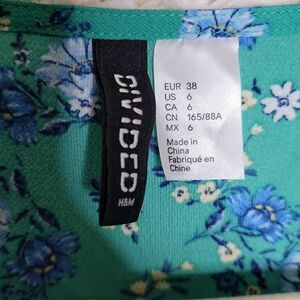 DIVIDED
H&M
EUR 38
US 6
CA 6
CN 165/88A
MX 6
Made in
China
Fabriqué en
Chine